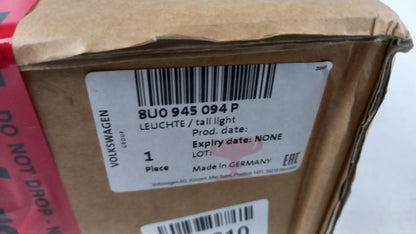 VOLKSWAGEN
GROUP
8U0 945 094 P
LEUCHTE / tail light
Prod. date:
Expiry date: NONE
LOT:
1
Piece
Made in GERMANY
EAC
DO NOT DROP